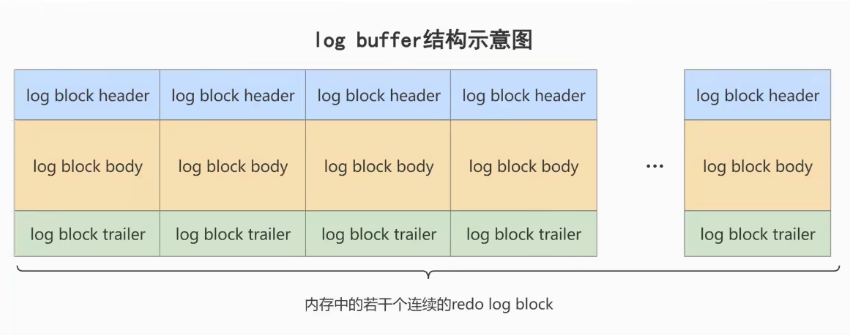 log buffer结构示意图
log block header log block header log block header log block header log block header
log block body log block body log block body log block body ... log block body
log block trailer log block trailer log block trailer log block trailer log block trailer
内存中的若干个连续的redo log block